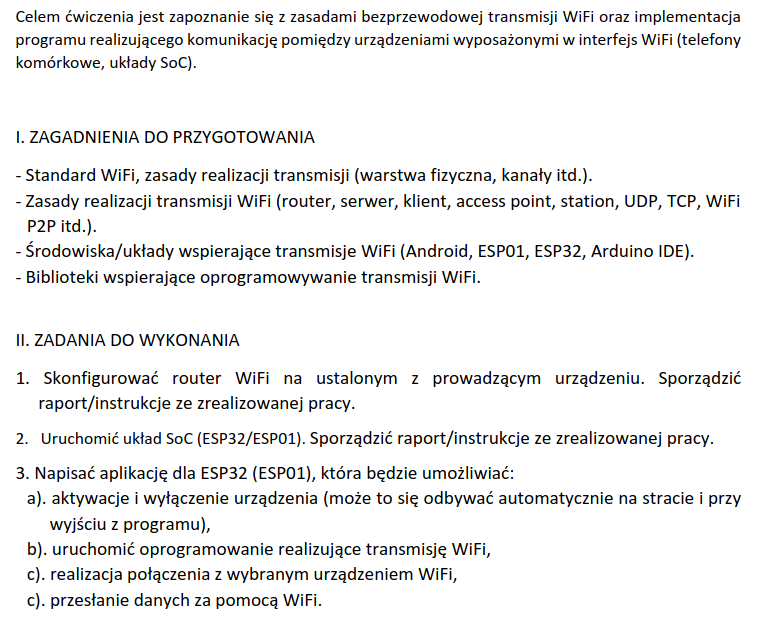 Celem ćwiczenia jest zapoznanie się z zasadami bezprzewodowej transmisji WiFi oraz implementacja
programu realizującego komunikację pomiędzy urządzeniami wyposażonymi w interfejs WiFi (telefony
komórkowe, układy SoC).
I. ZAGADNIENIA DO PRZYGOTOWANIA
- Standard WiFi, zasady realizacji transmisji (warstwa fizyczna, kanały itd.).
- Zasady realizacji transmisji WiFi (router, serwer, klient, access point, station, UDP, TCP, WiFi
P2P itd.).
- Środowiska/układy wspierające transmisje WiFi (Android, ESP01, ESP32, Arduino IDE).
- Biblioteki wspierające oprogramowywanie transmisji WiFi.
II. ZADANIA DO WYKONANIA
1. Skonfigurować router WiFi na ustalonym z prowadzącym urządzeniu. Sporządzić
raport/instrukcje ze zrealizowanej pracy.
2. Uruchomić układ SoC (ESP32/ESP01). Sporządzić raport/instrukcje ze zrealizowanej pracy.
3. Napisać aplikację dla ESP32 (ESP01), która będzie umożliwiać:
a). aktywacje i wyłączenie urządzenia (może to się odbywać automatycznie na stracie i przy
wyjściu z programu),
b). uruchomić oprogramowanie realizujące transmisję WiFi,
c). realizacja połączenia z wybranym urządzeniem WiFi,
c). przesłanie danych za pomocą WiFi.